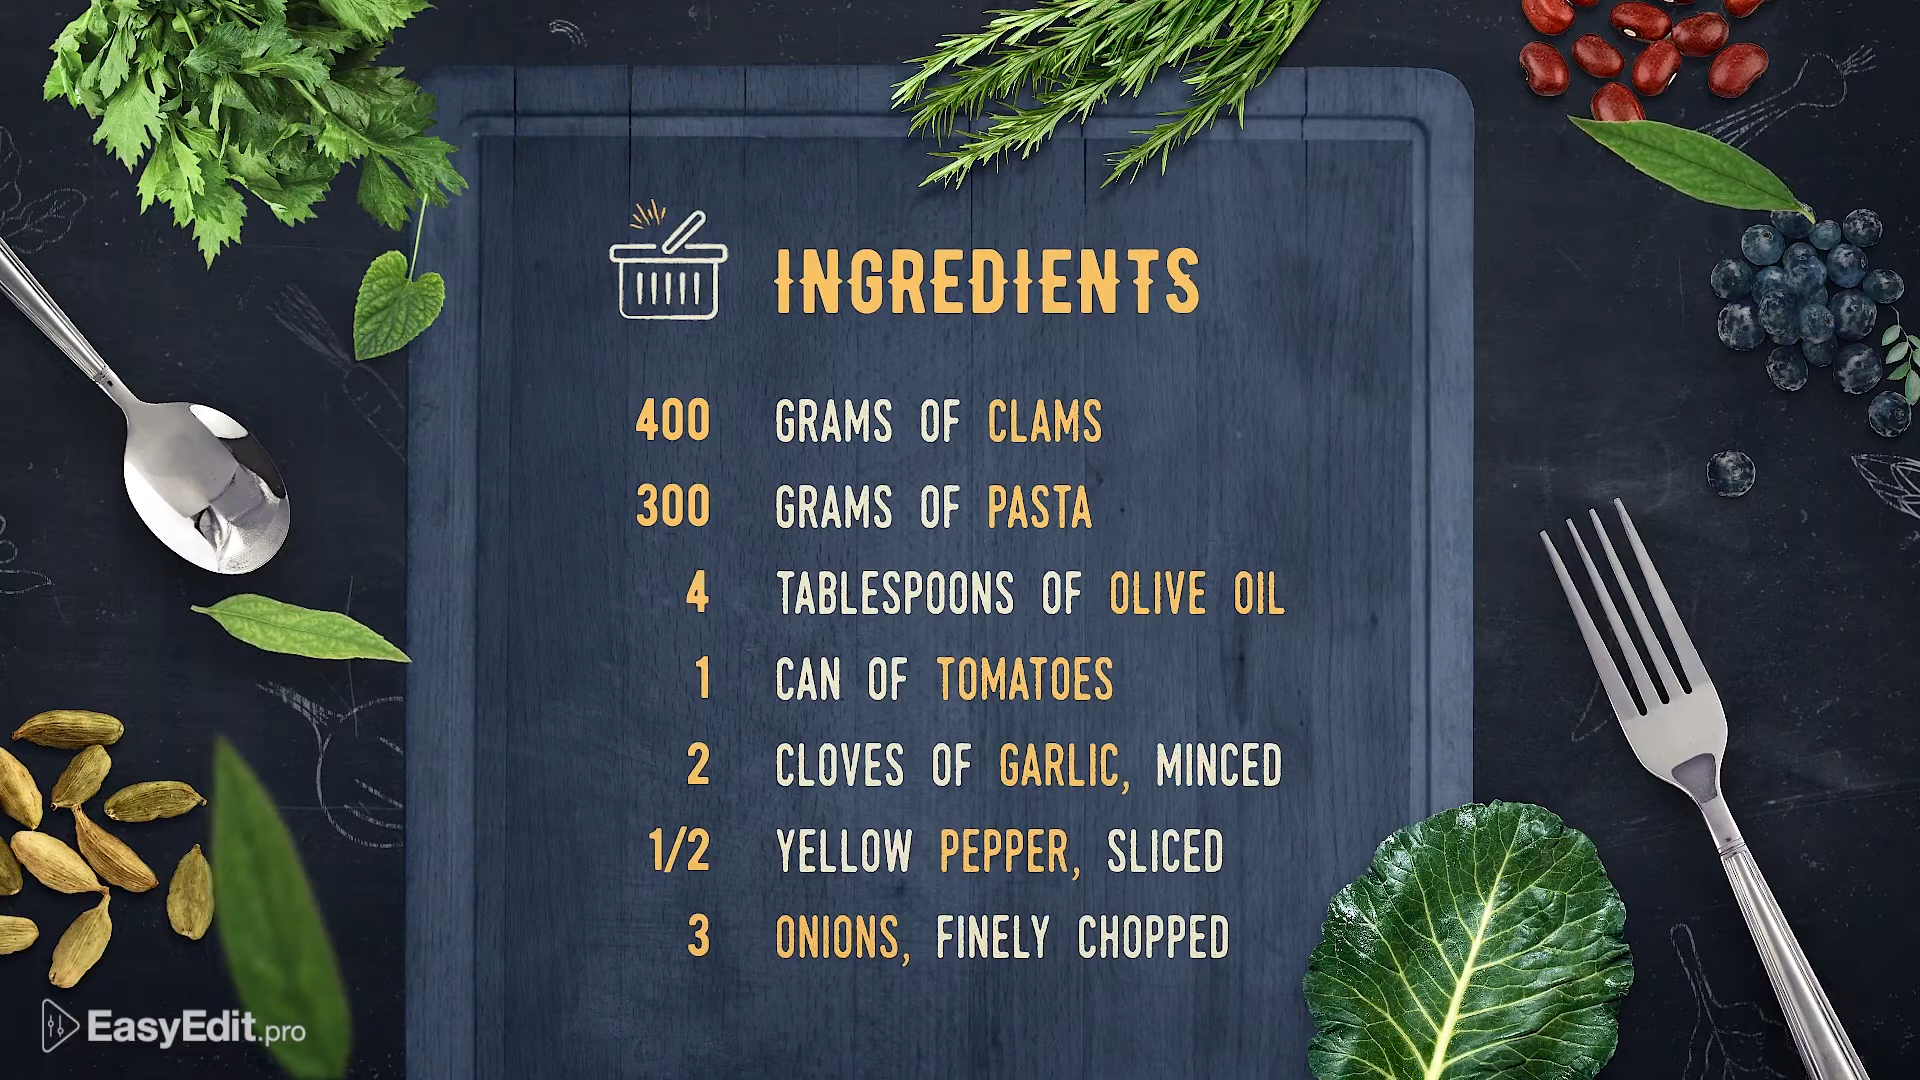 INGREDIENTS
400 GRAMS OF CLAMS
300 GRAMS OF PASTA
4 TABLESPOONS OF OLIVE OIL
1 CAN OF TOMATOES
2 CLOVES OF GARLIC, MINCED
1/2 YELLOW PEPPER, SLICED
3 ONIONS, FINELY CHOPPED
EasyEdit.pro